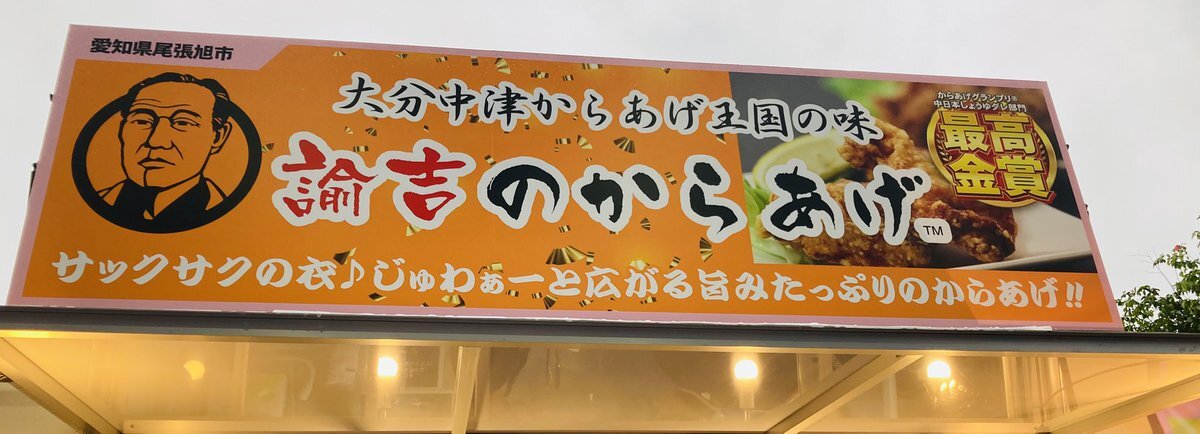 愛知県尾張旭市
大分中津からあげ王国の味
諭吉のからあげ™
からあげグランプリ®
中日本しょうゆダレ部門
最高
金賞
サックサクの衣♪じゅわぁーと広がる旨みたっぷりのからあげ!!